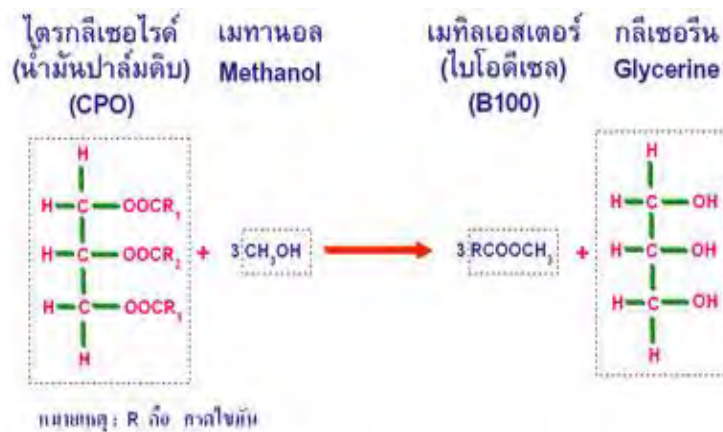 ไตรกลีเซอไรด์
(น้ำมันปาล์มดิบ)
(CPO)
เมทานอล
Methanol
เมทิลเอสเตอร์
(ไบโอดีเซล)
(B100)
กลีเซอรีน
Glycerine
H
H C OOCR1
H C OOCR2
H C OOCR3
H
+
3 CH3OH
3 RCOOCH3
+
H
H C OH
H C OH
H C OH
H
หมายเหตุ : R คือ กรดไขมัน